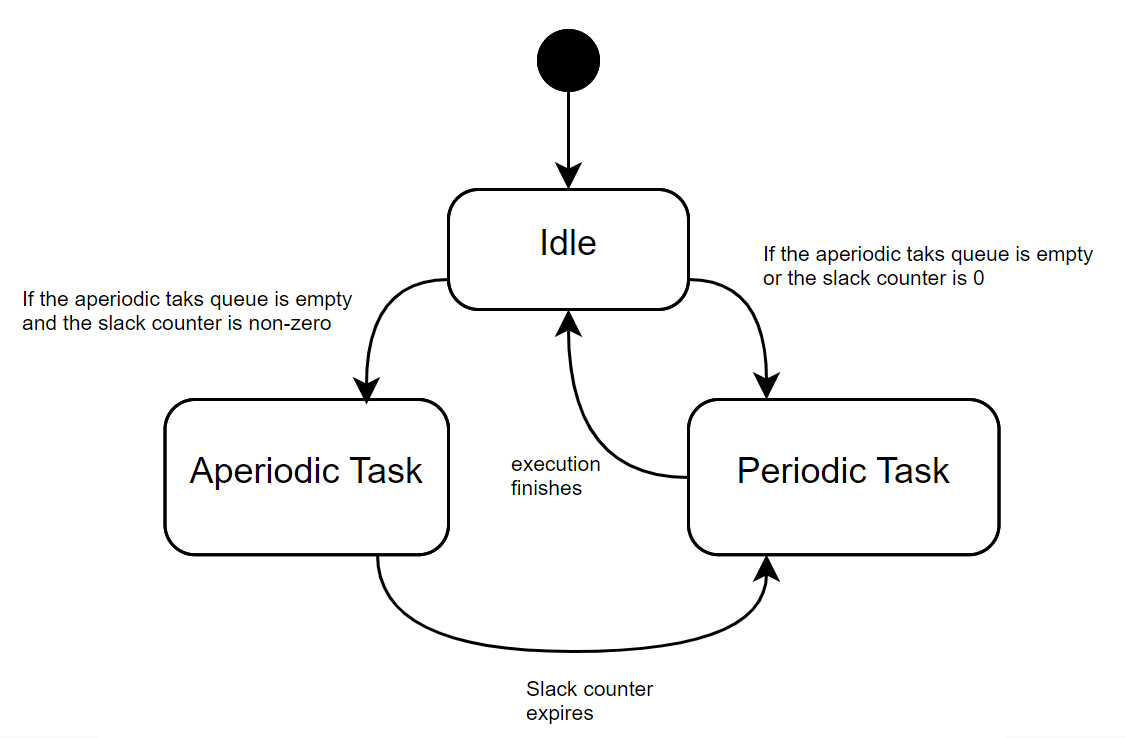 Idle
If the aperiodic taks queue is empty
or the slack counter is 0
If the aperiodic taks queue is empty
and the slack counter is non-zero
Aperiodic Task
execution
finishes
Periodic Task
Slack counter
expires